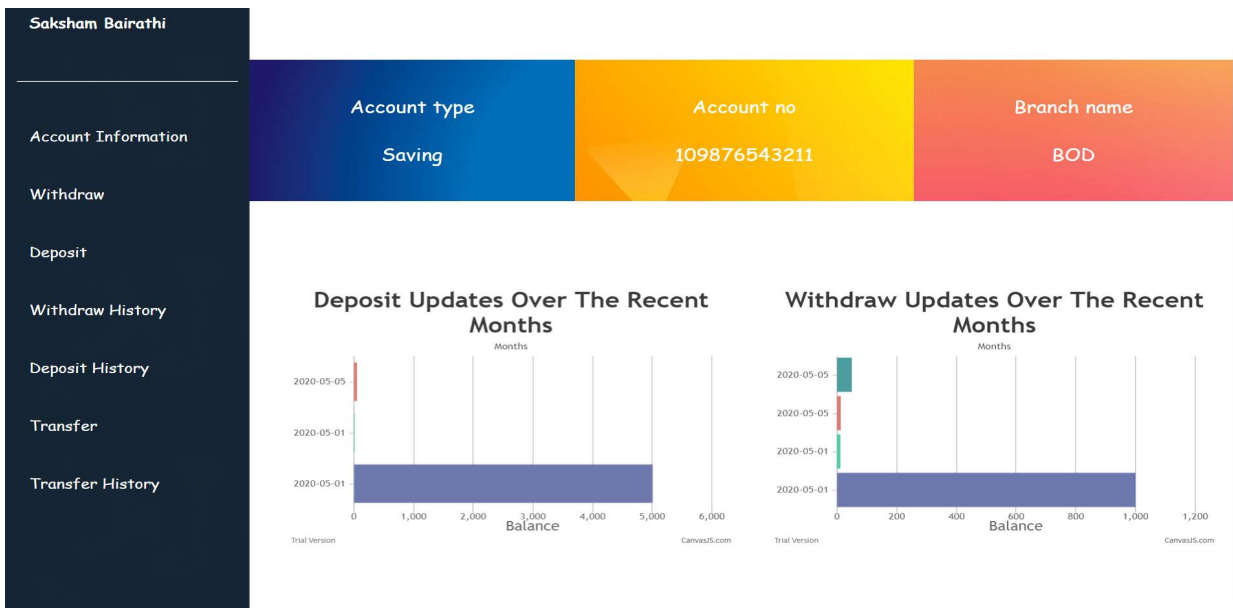 Saksham Bairathi
Account Information
Withdraw
Deposit
Withdraw History
Deposit History
Transfer
Transfer History
Account type
Saving
Account no
109876543211
Branch name
BOD
Deposit Updates Over The Recent
Months
Months
2020-05-05
2020-05-01
2020-05-01
0 1,000 2,000 3,000 4,000 5,000 6,000
Balance
Trial Version CanvasJS.com
Withdraw Updates Over The Recent
Months
Months
2020-05-05
2020-05-05
2020-05-01
2020-05-01
0 200 400 600 800 1,000 1,200
Balance
Trial Version CanvasJS.com